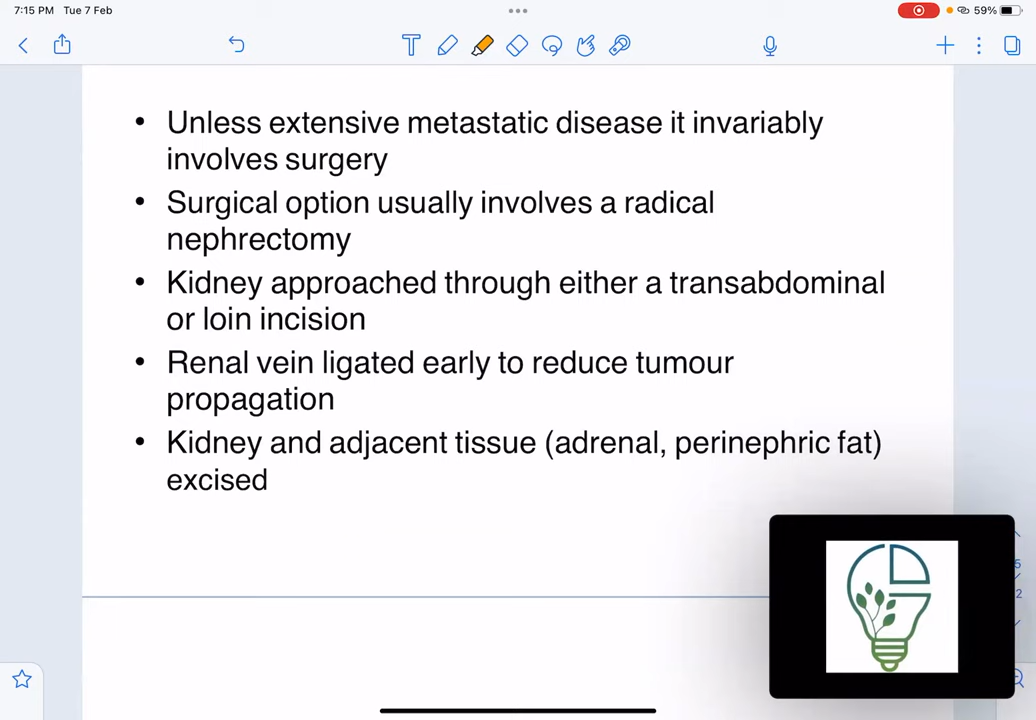 7:15 PM Tue 7 Feb
59%
• Unless extensive metastatic disease it invariably
involves surgery
• Surgical option usually involves a radical
nephrectomy
• Kidney approached through either a transabdominal
or loin incision
• Renal vein ligated early to reduce tumour
propagation
• Kidney and adjacent tissue (adrenal, perinephric fat)
excised